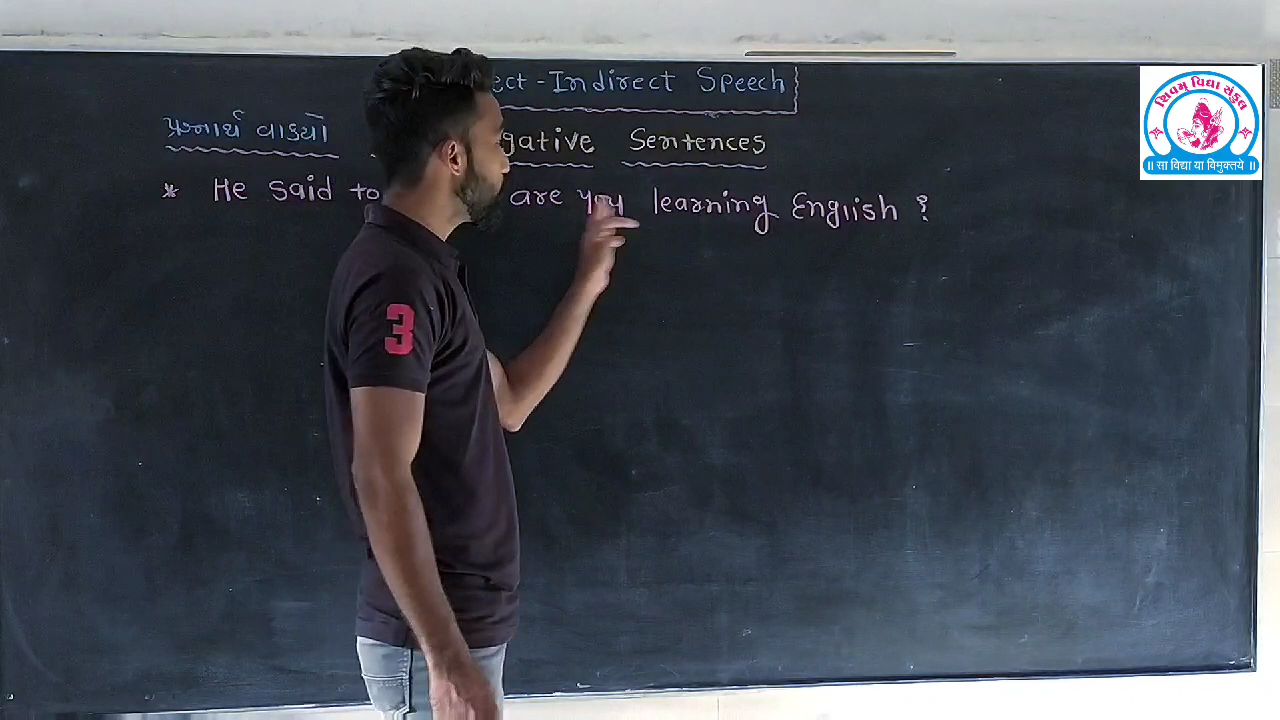 ect - Indirect Speech
પ્રશ્નાર્થ વાક્યો gative Sentences
* He said to are you learning English ?
શિવમ્ વિદ્યા સંકુલ
॥ सा विद्या या विमुक्तये ॥